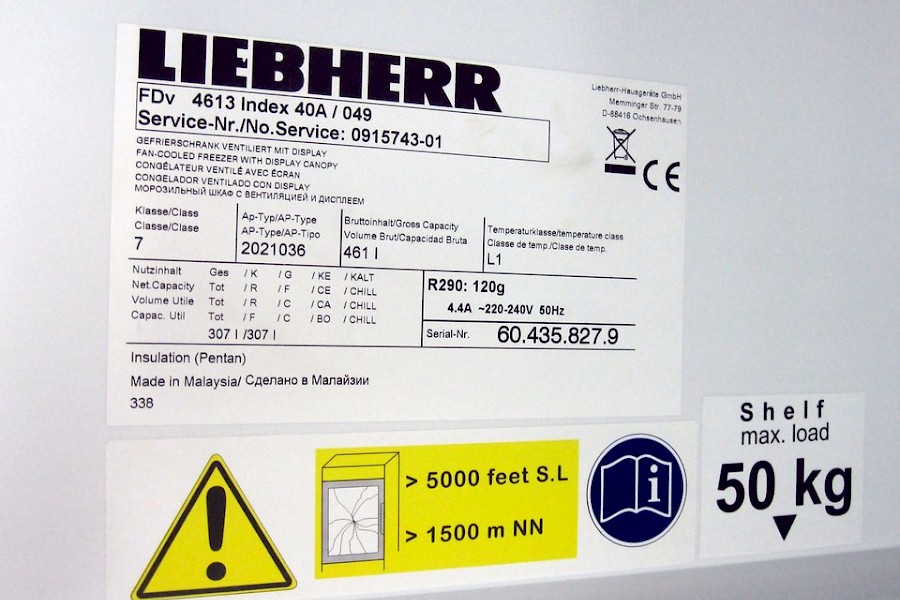 LIEBHERR
FDv 4613 Index 40A / 049
Service-Nr./No.Service: 0915743-01
Liebherr-Hausgeräte GmbH
Memminger Str. 77-79
D-88416 Ochsenhausen
CE
GEFRIERSCHRANK VENTILIERT MIT DISPLAY
FAN-COOLED FREEZER WITH DISPLAY CANOPY
CONGÉLATEUR VENTILÉ AVEC ÉCRAN
CONGELADOR VENTILADO CON DISPLAY
МОРОЗИЛЬНЫЙ ШКАФ С ВЕНТИЛЯЦИЕЙ И ДИСПЛЕЕМ
Klasse/Class
Classe/Clase
7
Ap-Typ/AP-Type
AP-Type/AP-Tipo
2021036
Bruttoinhalt/Gross Capacity
Volume Brut/Capacidad Bruta
461 l
Temperaturklasse/temperature class
Classe de temp./Clase de temp.
L1
Nutzinhalt Ges / K / G / KE / KALT
Net.Capacity Tot / R / F / CE / CHILL
Volume Utile Tot / R / C / CA / CHILL
Capac. Util Tot / F / C / BO / CHILL
307 l /307 l
R290: 120g
4.4A ~220-240V 50Hz
Serial-Nr. 60.435.827.9
Insulation (Pentan)
Made in Malaysia/ Сделано в Малайзии
338
> 5000 feet S.L
> 1500 m NN
i
Shelf
max. load
50 kg